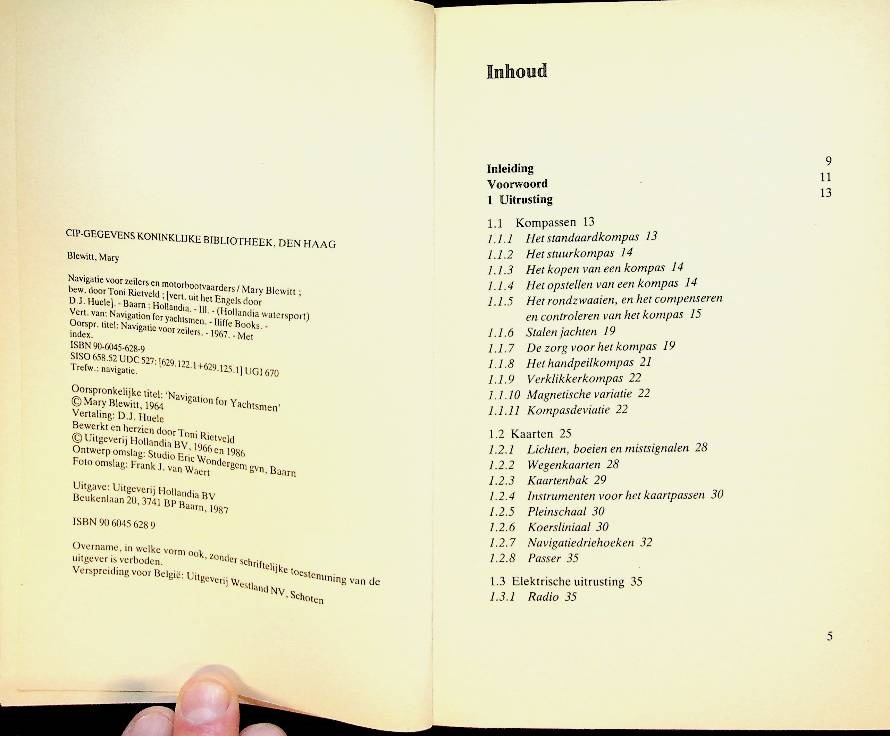 CIP-GEGEVENS KONINKLIJKE BIBLIOTHEEK, DEN HAAG
Blewitt, Mary
Navigatie voor zeilers en motorbootvaarders / Mary Blewitt ;
bew. door Toni Rietveld ; [vert. uit het Engels door
D.J. Huele]. - Baarn : Hollandia. - Ill. - (Hollandia watersport)
Vert. van: Navigation for yachtsmen. - Iliffe Books. -
Oorspr. titel: Navigatie voor zeilers. - 1967. - Met
index.
ISBN 90-6045-628-9
SISO 658.52 UDC 527: [629.122.1+629.125.1] UGI 670
Trefw.: navigatie.
Oorspronkelijke titel: 'Navigation for Yachtsmen'
© Mary Blewitt, 1964
Vertaling: D.J. Huele
Bewerkt en herzien door Toni Rietveld
© Uitgeverij Hollandia BV, 1966 en 1986
Ontwerp omslag: Studio Eric Wondergem gvn, Baarn
Foto omslag: Frank J. van Waert
Uitgave: Uitgeverij Hollandia BV
Beukenlaan 20, 3741 BP Baarn, 1987
ISBN 90 6045 628 9
Overname, in welke vorm ook, zonder schriftelijke toestemming van de
uitgever is verboden.
Verspreiding voor België: Uitgeverij Westland NV, Schoten
Inhoud
Inleiding 9
Voorwoord 11
1 Uitrusting 13
1.1 Kompassen 13
1.1.1 Het standaardkompas 13
1.1.2 Het stuurkompas 14
1.1.3 Het kopen van een kompas 14
1.1.4 Het opstellen van een kompas 14
1.1.5 Het rondzwaaien, en het compenseren
en controleren van het kompas 15
1.1.6 Stalen jachten 19
1.1.7 De zorg voor het kompas 19
1.1.8 Het handpeilkompas 21
1.1.9 Verklikkerkompas 22
1.1.10 Magnetische variatie 22
1.1.11 Kompasdeviatie 22
1.2 Kaarten 25
1.2.1 Lichten, boeien en mistsignalen 28
1.2.2 Wegenkaarten 28
1.2.3 Kaartenbak 29
1.2.4 Instrumenten voor het kaartpassen 30
1.2.5 Pleinschaal 30
1.2.6 Koersliniaal 30
1.2.7 Navigatiedriehoeken 32
1.2.8 Passer 35
1.3 Elektrische uitrusting 35
1.3.1 Radio 35
5